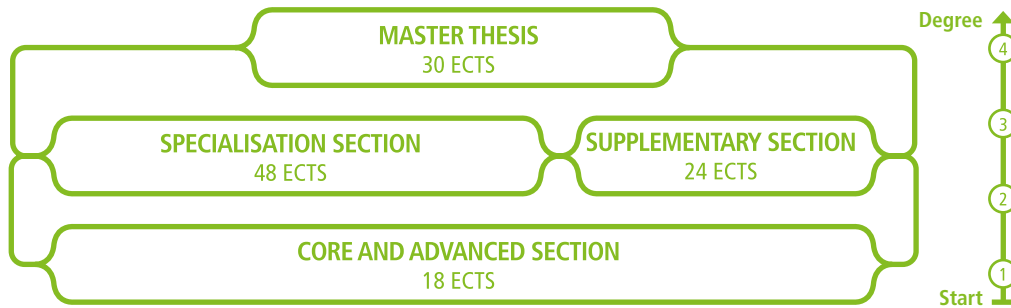 MASTER THESIS
30 ECTS
SPECIALISATION SECTION
48 ECTS
SUPPLEMENTARY SECTION
24 ECTS
CORE AND ADVANCED SECTION
18 ECTS
Degree
4
3
2
1
Start